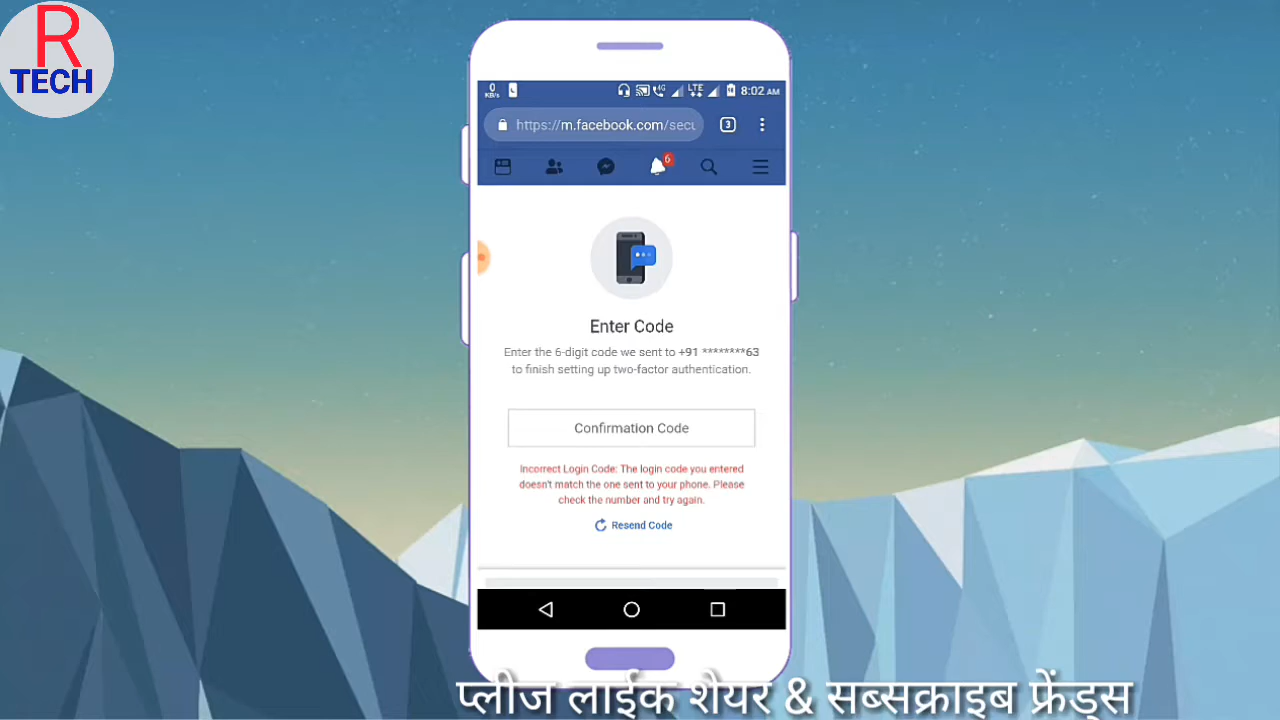 R
TECH
0
KB/s
4G
LTE
8:02 AM
https://m.facebook.com/secu
3
6
Enter Code
Enter the 6-digit code we sent to +91 ********63
to finish setting up two-factor authentication.
Confirmation Code
Incorrect Login Code: The login code you entered
doesn't match the one sent to your phone. Please
check the number and try again.
Resend Code
प्लीज लाईक शैयर & सब्सक्राइब फ्रेंड्स